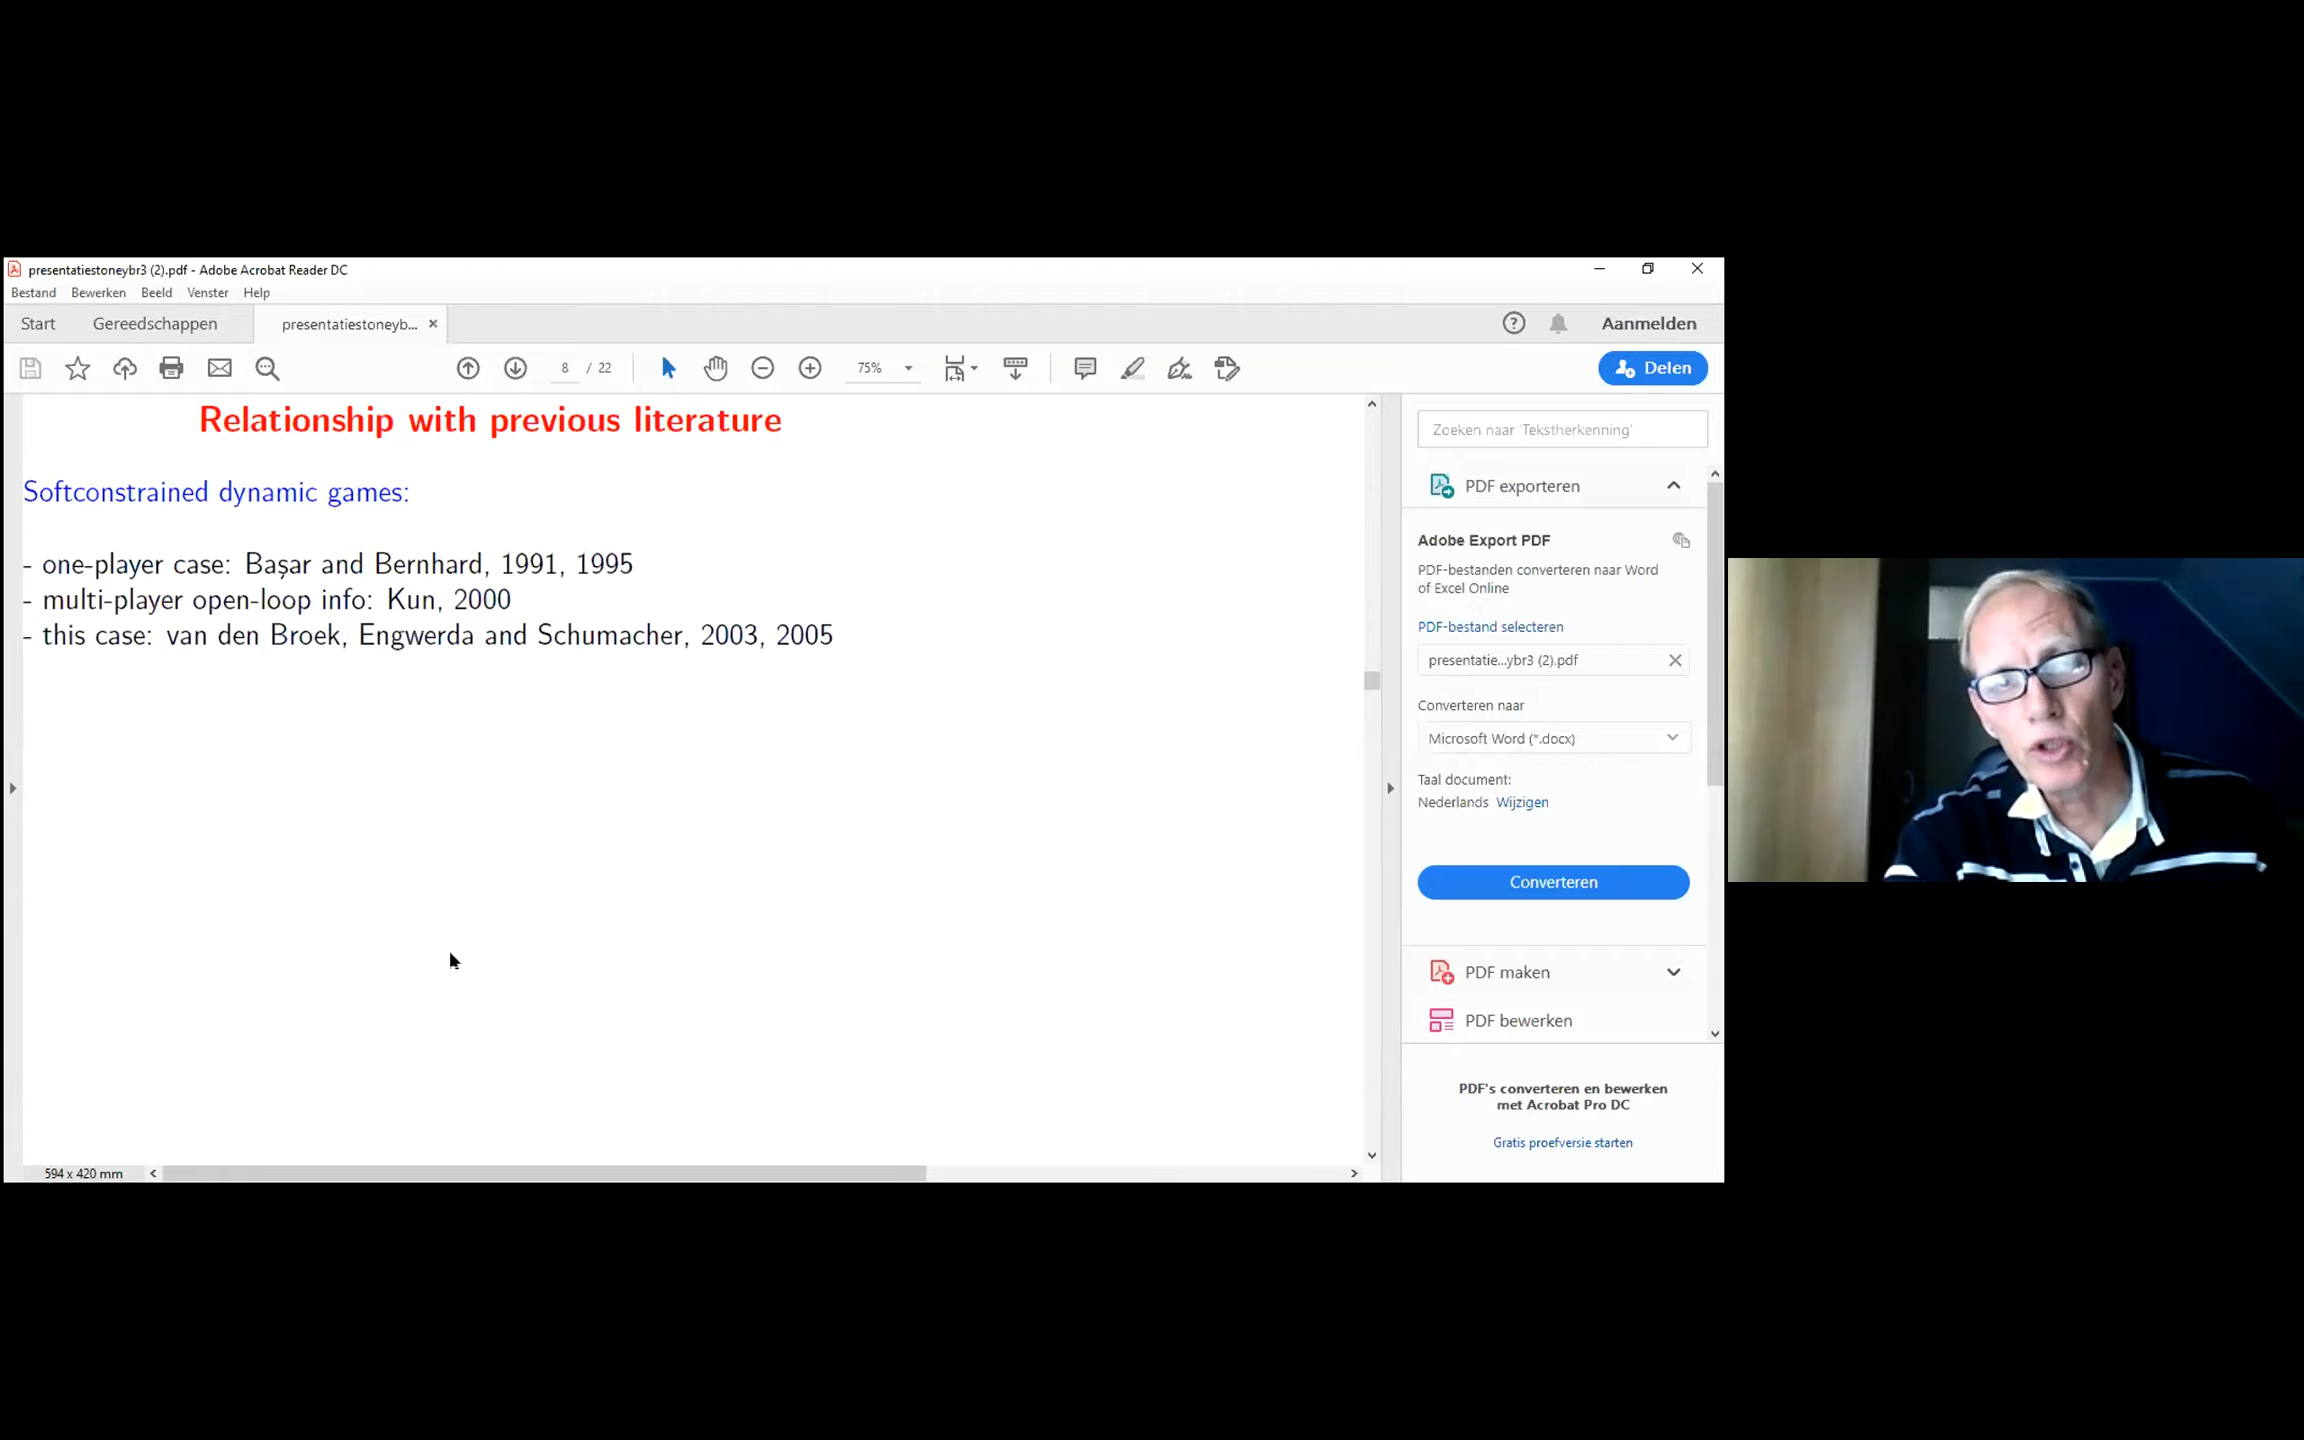 presentatiestoneybr3 (2).pdf - Adobe Acrobat Reader DC
Bestand Bewerken Beeld Venster Help
Start Gereedschappen presentatiestoneyb... × Aanmelden
8 / 22 75% Delen
Relationship with previous literature
Softconstrained dynamic games:
- one-player case: Başar and Bernhard, 1991, 1995
- multi-player open-loop info: Kun, 2000
- this case: van den Broek, Engwerda and Schumacher, 2003, 2005
594 x 420 mm
Zoeken naar 'Tekstherkenning'
PDF exporteren
Adobe Export PDF
PDF-bestanden converteren naar Word
of Excel Online
PDF-bestand selecteren
presentatie...ybr3 (2).pdf
Converteren naar
Microsoft Word (*.docx)
Taal document:
Nederlands Wijzigen
Converteren
PDF maken
PDF bewerken
PDF's converteren en bewerken
met Acrobat Pro DC
Gratis proefversie starten